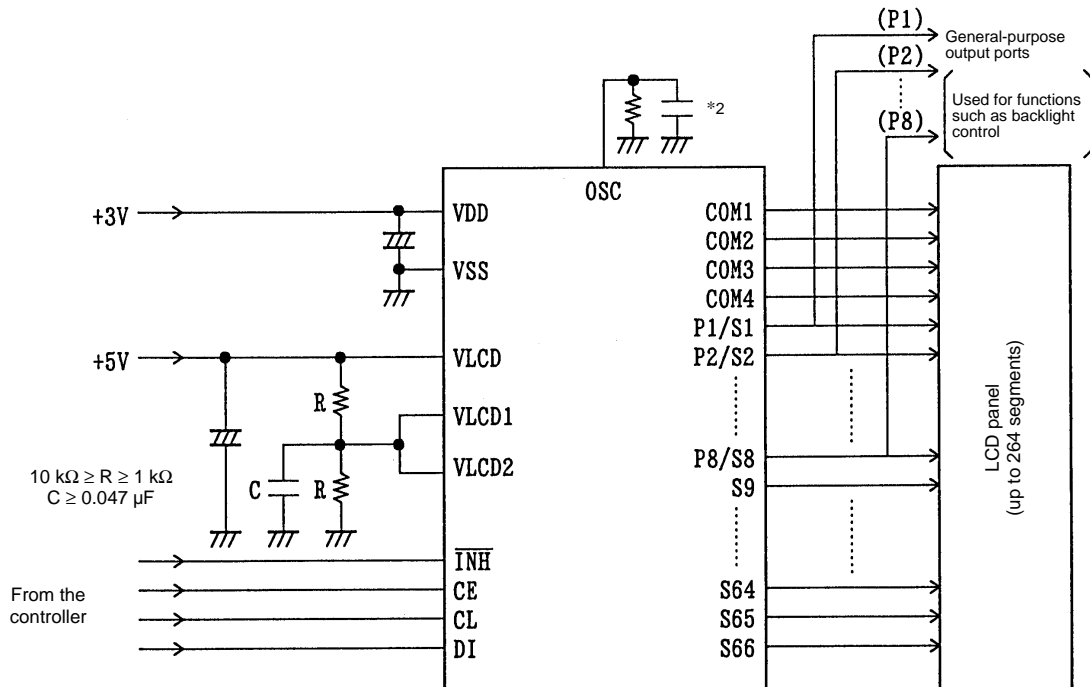 (P1)
General-purpose
output ports
(P2)
Used for functions
such as backlight
control
(P8)
*2
OSC
+3V
VDD
VSS
+5V
VLCD
R
VLCD1
VLCD2
C
R
10 kΩ ≥ R ≥ 1 kΩ
C ≥ 0.047 µF
From the
controller
INH
CE
CL
DI
COM1
COM2
COM3
COM4
P1/S1
P2/S2
P8/S8
S9
S64
S65
S66
LCD panel
(up to 264 segments)